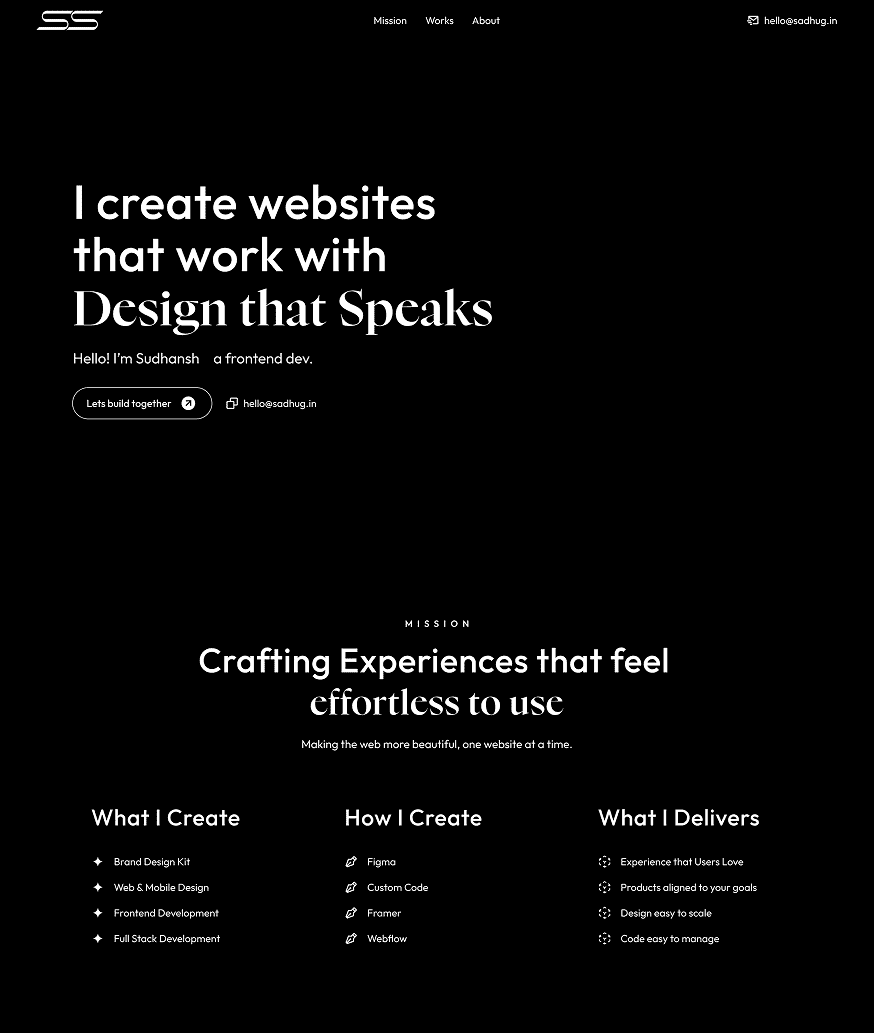 SS
Mission Works About
hello@sadhug.in
I create websites
that work with
Design that Speaks
Hello! I'm Sudhansh a frontend dev.
Lets build together
hello@sadhug.in
MISSION
Crafting Experiences that feel
effortless to use
Making the web more beautiful, one website at a time.
What I Create
Brand Design Kit
Web & Mobile Design
Frontend Development
Full Stack Development
How I Create
Figma
Custom Code
Framer
Webflow
What I Delivers
Experience that Users Love
Products aligned to your goals
Design easy to scale
Code easy to manage